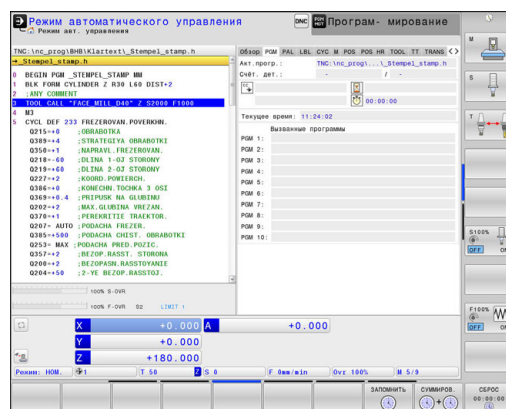 Режим автоматического управления
Режим авт. управления
DNC
Програм- мирование
TNC:\nc_prog\BHB\Klartext\_Stempel_stamp.h
→_Stempel_stamp.h
0 BEGIN PGM _STEMPEL_STAMP MM
1 BLK FORM CYLINDER Z R30 L60 DIST+2
2 ;ANY COMMENT
3 TOOL CALL "FACE_MILL_D40" Z S2000 F1000
4 M3
5 CYCL DEF 233 FREZEROVAN.POVERKHN.
Q215=+0 ;OBRABOTKA
Q389=+4 ;STRATEGIYA OBRABOTKI
Q350=+1 ;NAPRAVL.FREZEROVAN.
Q218=-60 ;DLINA 1-OJ STORONY
Q219=+60 ;DLINA 2-OJ STORONY
Q227=+2 ;KOORD.POWIERCH.
Q386=+0 ;KONECHN.TOCHKA 3 OSI
Q369=+0.4 ;PRIPUSK NA GLUBINU
Q202=+2 ;MAX.GLUBINA VREZAN.
Q370=+1 ;PEREKRITIE TRAEKTOR.
Q207= AUTO ;PODACHA FREZER.
Q385=+500 ;PODACHA CHIST. OBRABOTKI
Q253= MAX ;PODACHA PRED.POZIC.
Q357=+2 ;BEZOP.RASST. STORONA
Q200=+2 ;BEZOPASN.RASSTOYANIE
Q204=+50 ;2-YE BEZOP.RASSTOJ.
100% S-OVR
100% F-OVR S2 LIMIT 1
Обзор PGM PAL LBL CYC M POS POS HR TOOL TT TRANS
Акт.прогр.: TNC:\nc_prog\...\_Stempel_stamp.h
Счёт. дет.: - / -
00:00:00
Текущее время: 11:24:02
Вызванные программы
PGM 1:
PGM 2:
PGM 3:
PGM 4:
PGM 5:
PGM 6:
PGM 7:
PGM 8:
PGM 9:
PGM 10:
X +0.000 A +0.000
Y +0.000
Z +180.000
Режим: НОМ. 1 T 50 Z S 0 F 0mm/min Ovr 100% M 5/9
ЗАПОМНИТЬ
СУММИРОВ.
СБРОС
00:00:00
M
S
T
S100%
OFF ON
F100%
OFF ON